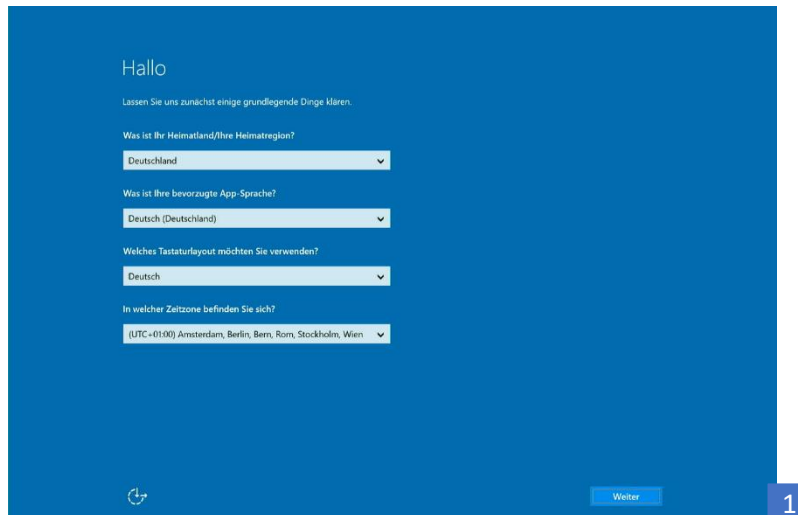 Hallo
Lassen Sie uns zunächst einige grundlegende Dinge klären.
Was ist Ihr Heimatland/Ihre Heimatregion?
Deutschland
Was ist Ihre bevorzugte App-Sprache?
Deutsch (Deutschland)
Welches Tastaturlayout möchten Sie verwenden?
Deutsch
In welcher Zeitzone befinden Sie sich?
(UTC+01:00) Amsterdam, Berlin, Bern, Rom, Stockholm, Wien
Weiter
1